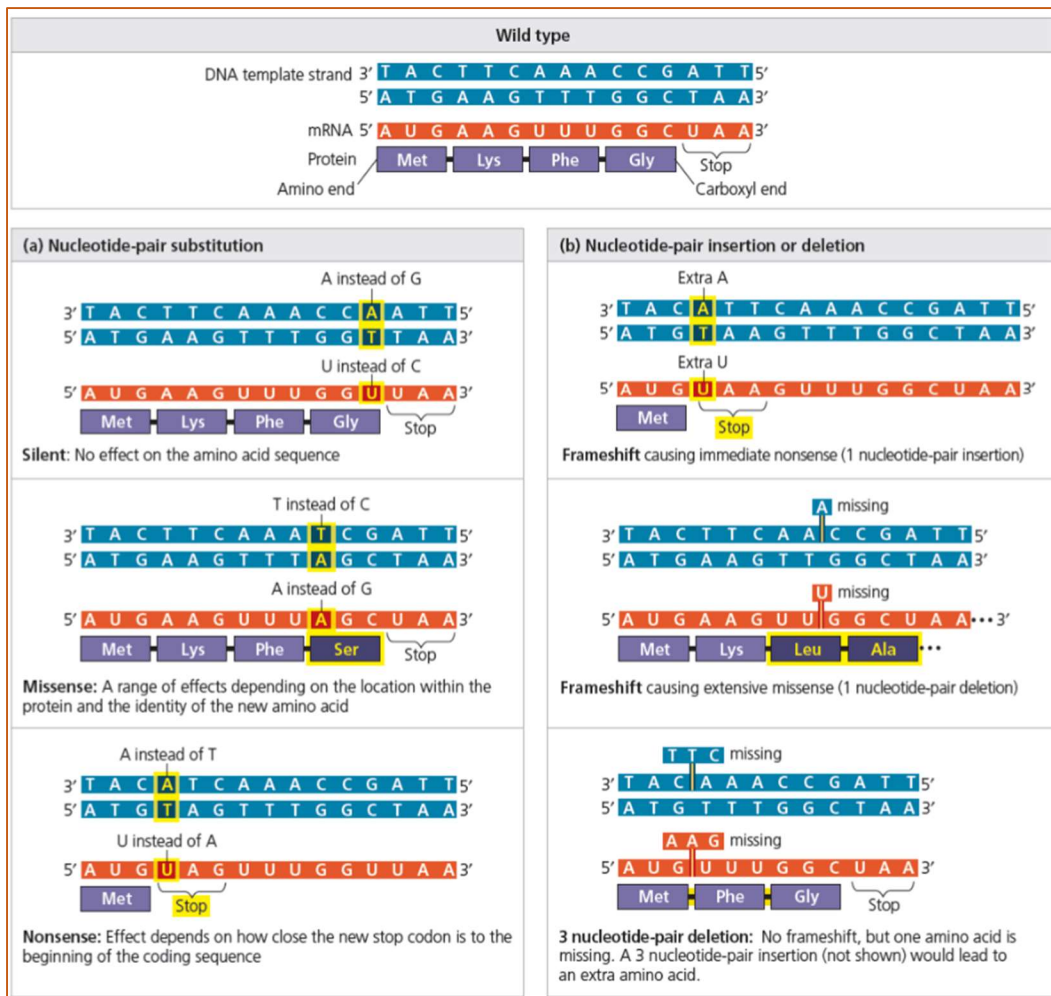 Wild type
DNA template strand 3′ T A C T T C A A A C C G A T T 5′
5′ A T G A A G T T T G G C T A A 3′
mRNA 5′ A U G A A G U U U G G C U A A 3′
Protein Met Lys Phe Gly Stop
Amino end Carboxyl end
(a) Nucleotide-pair substitution
A instead of G
3′ T A C T T C A A A C C A A T T 5′
5′ A T G A A G T T T G G T T A A 3′
U instead of C
5′ A U G A A G U U U G G U U A A 3′
Met Lys Phe Gly Stop
Silent: No effect on the amino acid sequence
T instead of C
3′ T A C T T C A A A T C G A T T 5′
5′ A T G A A G T T T A G C T A A 3′
A instead of G
5′ A U G A A G U U U A G C U A A 3′
Met Lys Phe Ser Stop
Missense: A range of effects depending on the location within the
protein and the identity of the new amino acid
A instead of T
3′ T A C A T C A A A C C G A T T 5′
5′ A T G T A G T T T G G C T A A 3′
U instead of A
5′ A U G U A G U U U G G U U A A 3′
Met Stop
Nonsense: Effect depends on how close the new stop codon is to the
beginning of the coding sequence
(b) Nucleotide-pair insertion or deletion
Extra A
3′ T A C A T T C A A A C C G A T T 5′
5′ A T G T A A G T T T G G C T A A 3′
Extra U
5′ A U G U A A G U U U G G C U A A 3′
Met Stop
Frameshift causing immediate nonsense (1 nucleotide-pair insertion)
A missing
3′ T A C T T C A A C C G A T T 5′
5′ A T G A A G T T G G C T A A 3′
U missing
5′ A U G A A G U U G G C U A A ••• 3′
Met Lys Leu Ala •••
Frameshift causing extensive missense (1 nucleotide-pair deletion)
T T C missing
3′ T A C A A A C C G A T T 5′
5′ A T G T T T G G C T A A 3′
A A G missing
5′ A U G U U U G G C U A A 3′
Met Phe Gly Stop
3 nucleotide-pair deletion: No frameshift, but one amino acid is
missing. A 3 nucleotide-pair insertion (not shown) would lead to
an extra amino acid.